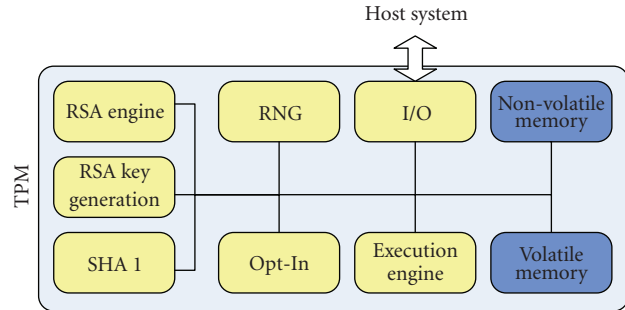 Host system
TPM
RSA engine
RNG
I/O
Non-volatile
memory
RSA key
generation
SHA 1
Opt-In
Execution
engine
Volatile
memory